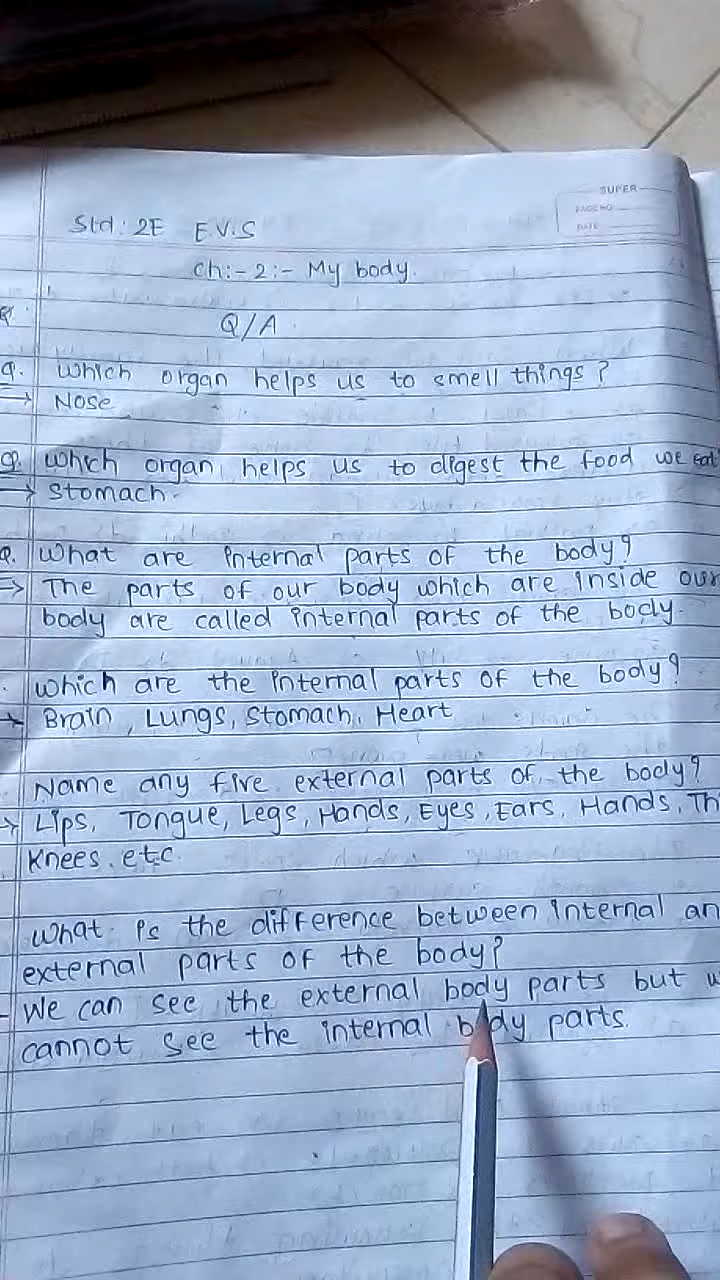 SUPER
PAGE NO.
DATE
Std: 2F E.V.S
Ch:- 2:- My body.
Q/A.
Q. Which organ helps us to smell things?
→ Nose
Q. Which organ helps us to digest the food we eat
→ Stomach.
Q. What are internal parts of the body?
⇒ The parts of our body which are inside our
body are called internal parts of the body.
. Which are the internal parts of the body?
→ Brain, Lungs, Stomach, Heart
Name any five external parts of the body?
→ Lips, Tongue, Legs, Hands, Eyes, Ears, Hands,
Knees. etc.
What is the difference between internal
external parts of the body?
We can see the external body parts but
cannot see the internal body parts.